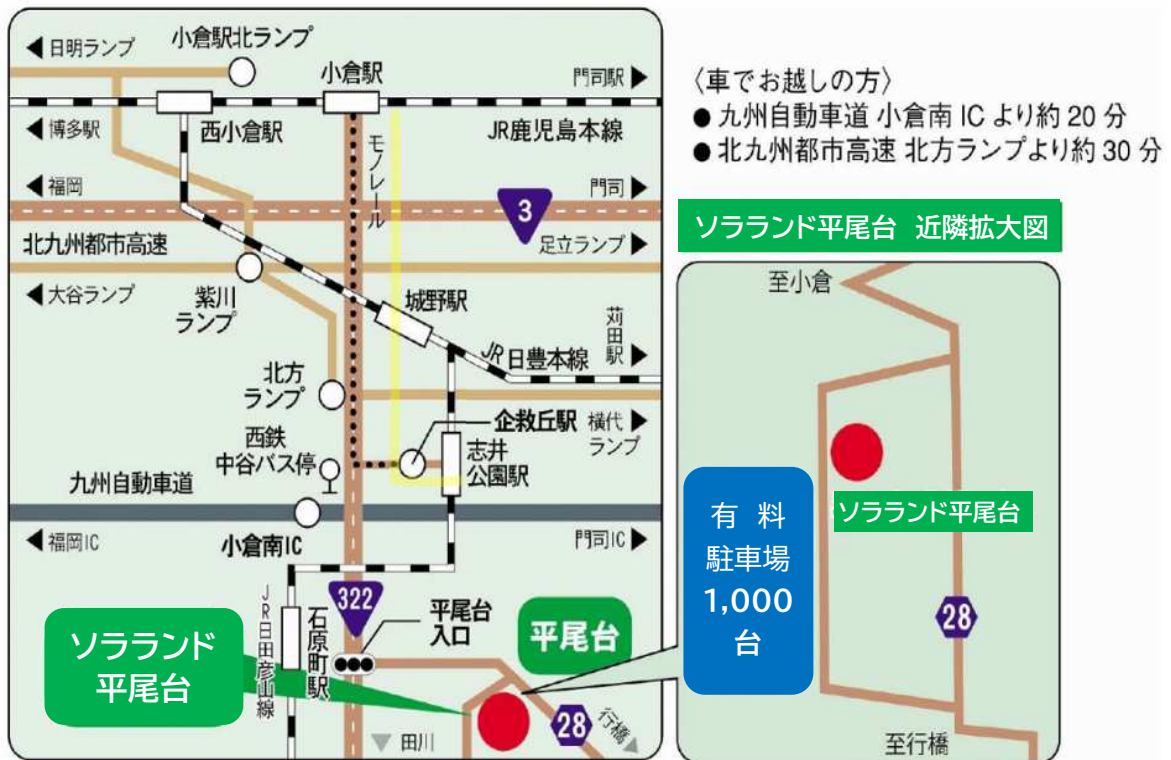 日明ランプ
小倉駅北ランプ
小倉駅
門司駅
博多駅
西小倉駅
JR鹿児島本線
モノレール
福岡
門司
3
北九州都市高速
足立ランプ
大谷ランプ
紫川
ランプ
城野駅
苅田駅
JR日豊本線
北方
ランプ
企救丘駅
横代
ランプ
西鉄
中谷バス停
志井
公園駅
九州自動車道
福岡IC
小倉南IC
門司IC
JR日田彦山線
石原町駅
322
平尾台
入口
平尾台
ソラランド
平尾台
28
行橋
田川
〈車でお越しの方〉
● 九州自動車道 小倉南 IC より約 20 分
● 北九州都市高速 北方ランプより約 30 分
ソラランド平尾台 近隣拡大図
至小倉
有 料
駐車場
1,000
台
ソラランド平尾台
28
至行橋